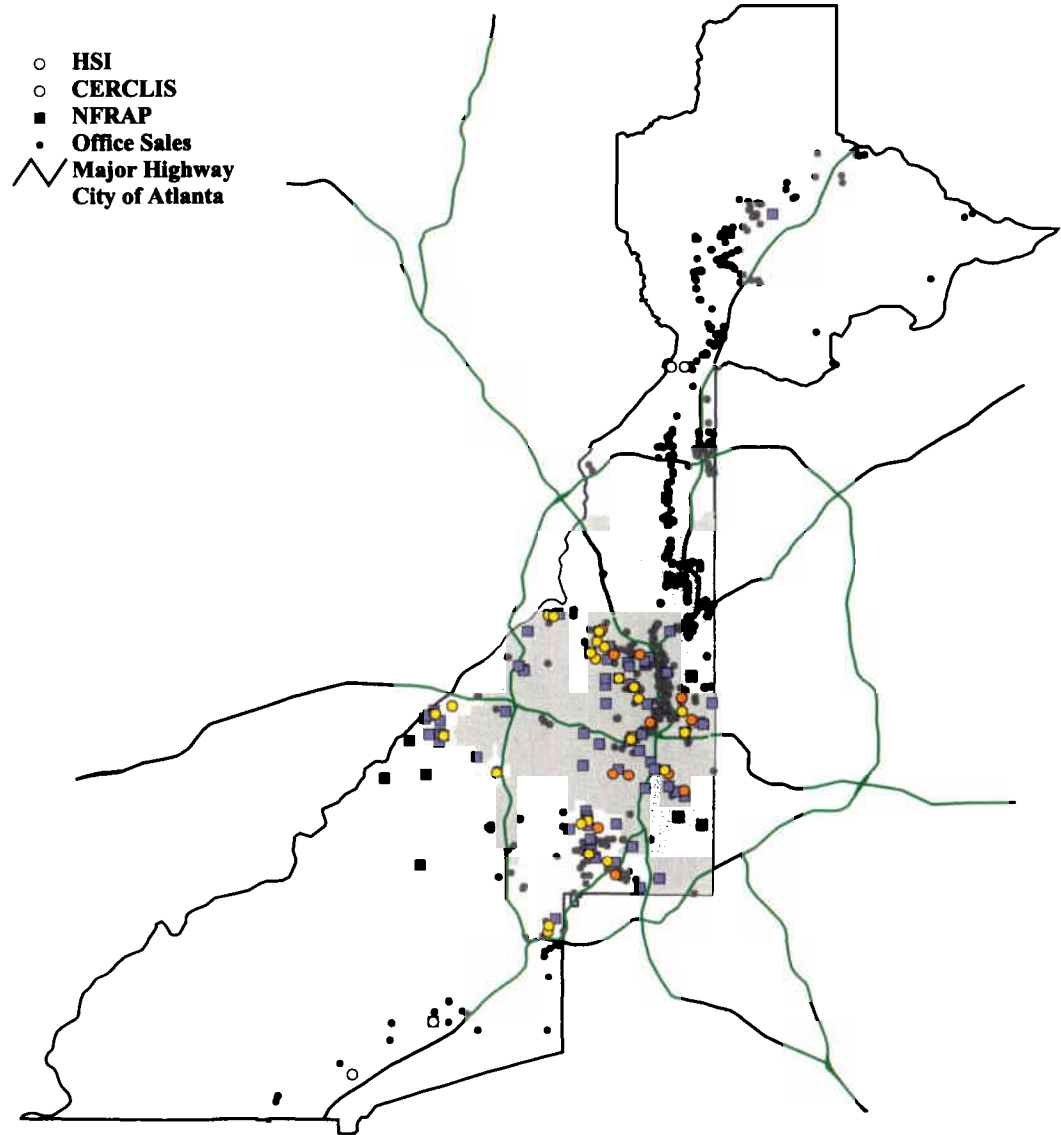 HSI
CERCLIS
NFRAP
Office Sales
Major Highway
City of Atlanta